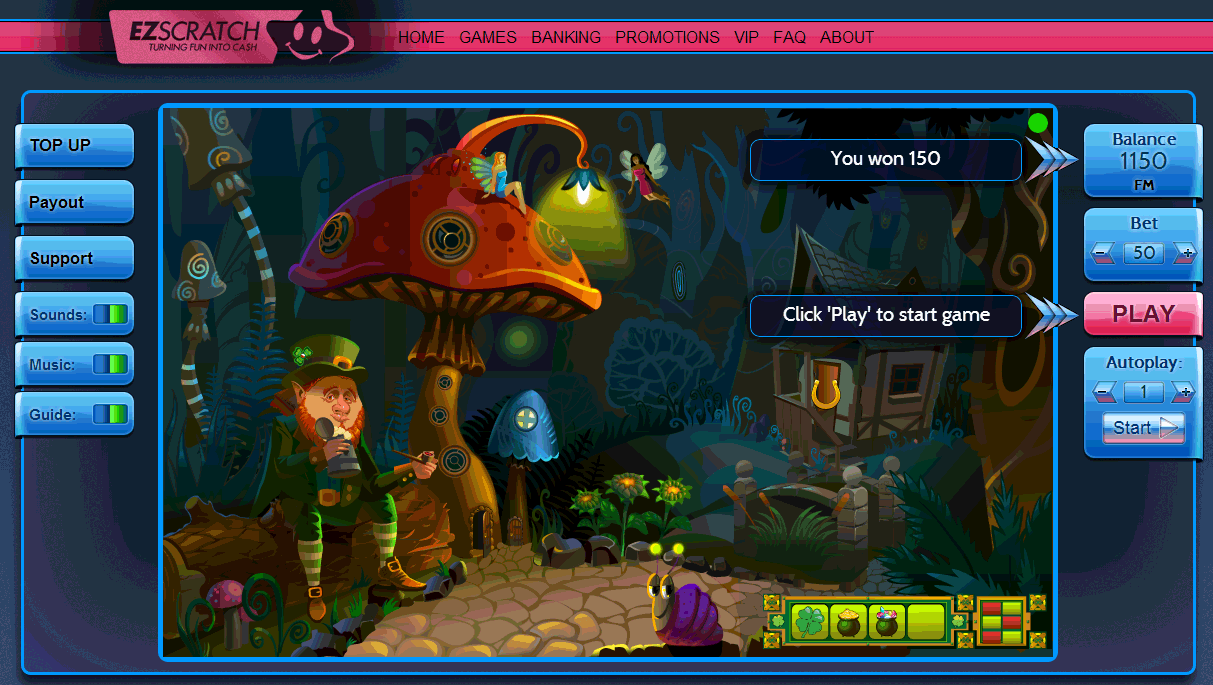 EZSCRATCH
TURNING FUN INTO CASH
HOME GAMES BANKING PROMOTIONS VIP FAQ ABOUT
TOP UP
Payout
Support
Sounds:
Music:
Guide:
You won 150
Click 'Play' to start game
Balance
1150
FM
Bet
- 50 +
PLAY
Autoplay:
- 1 +
Start